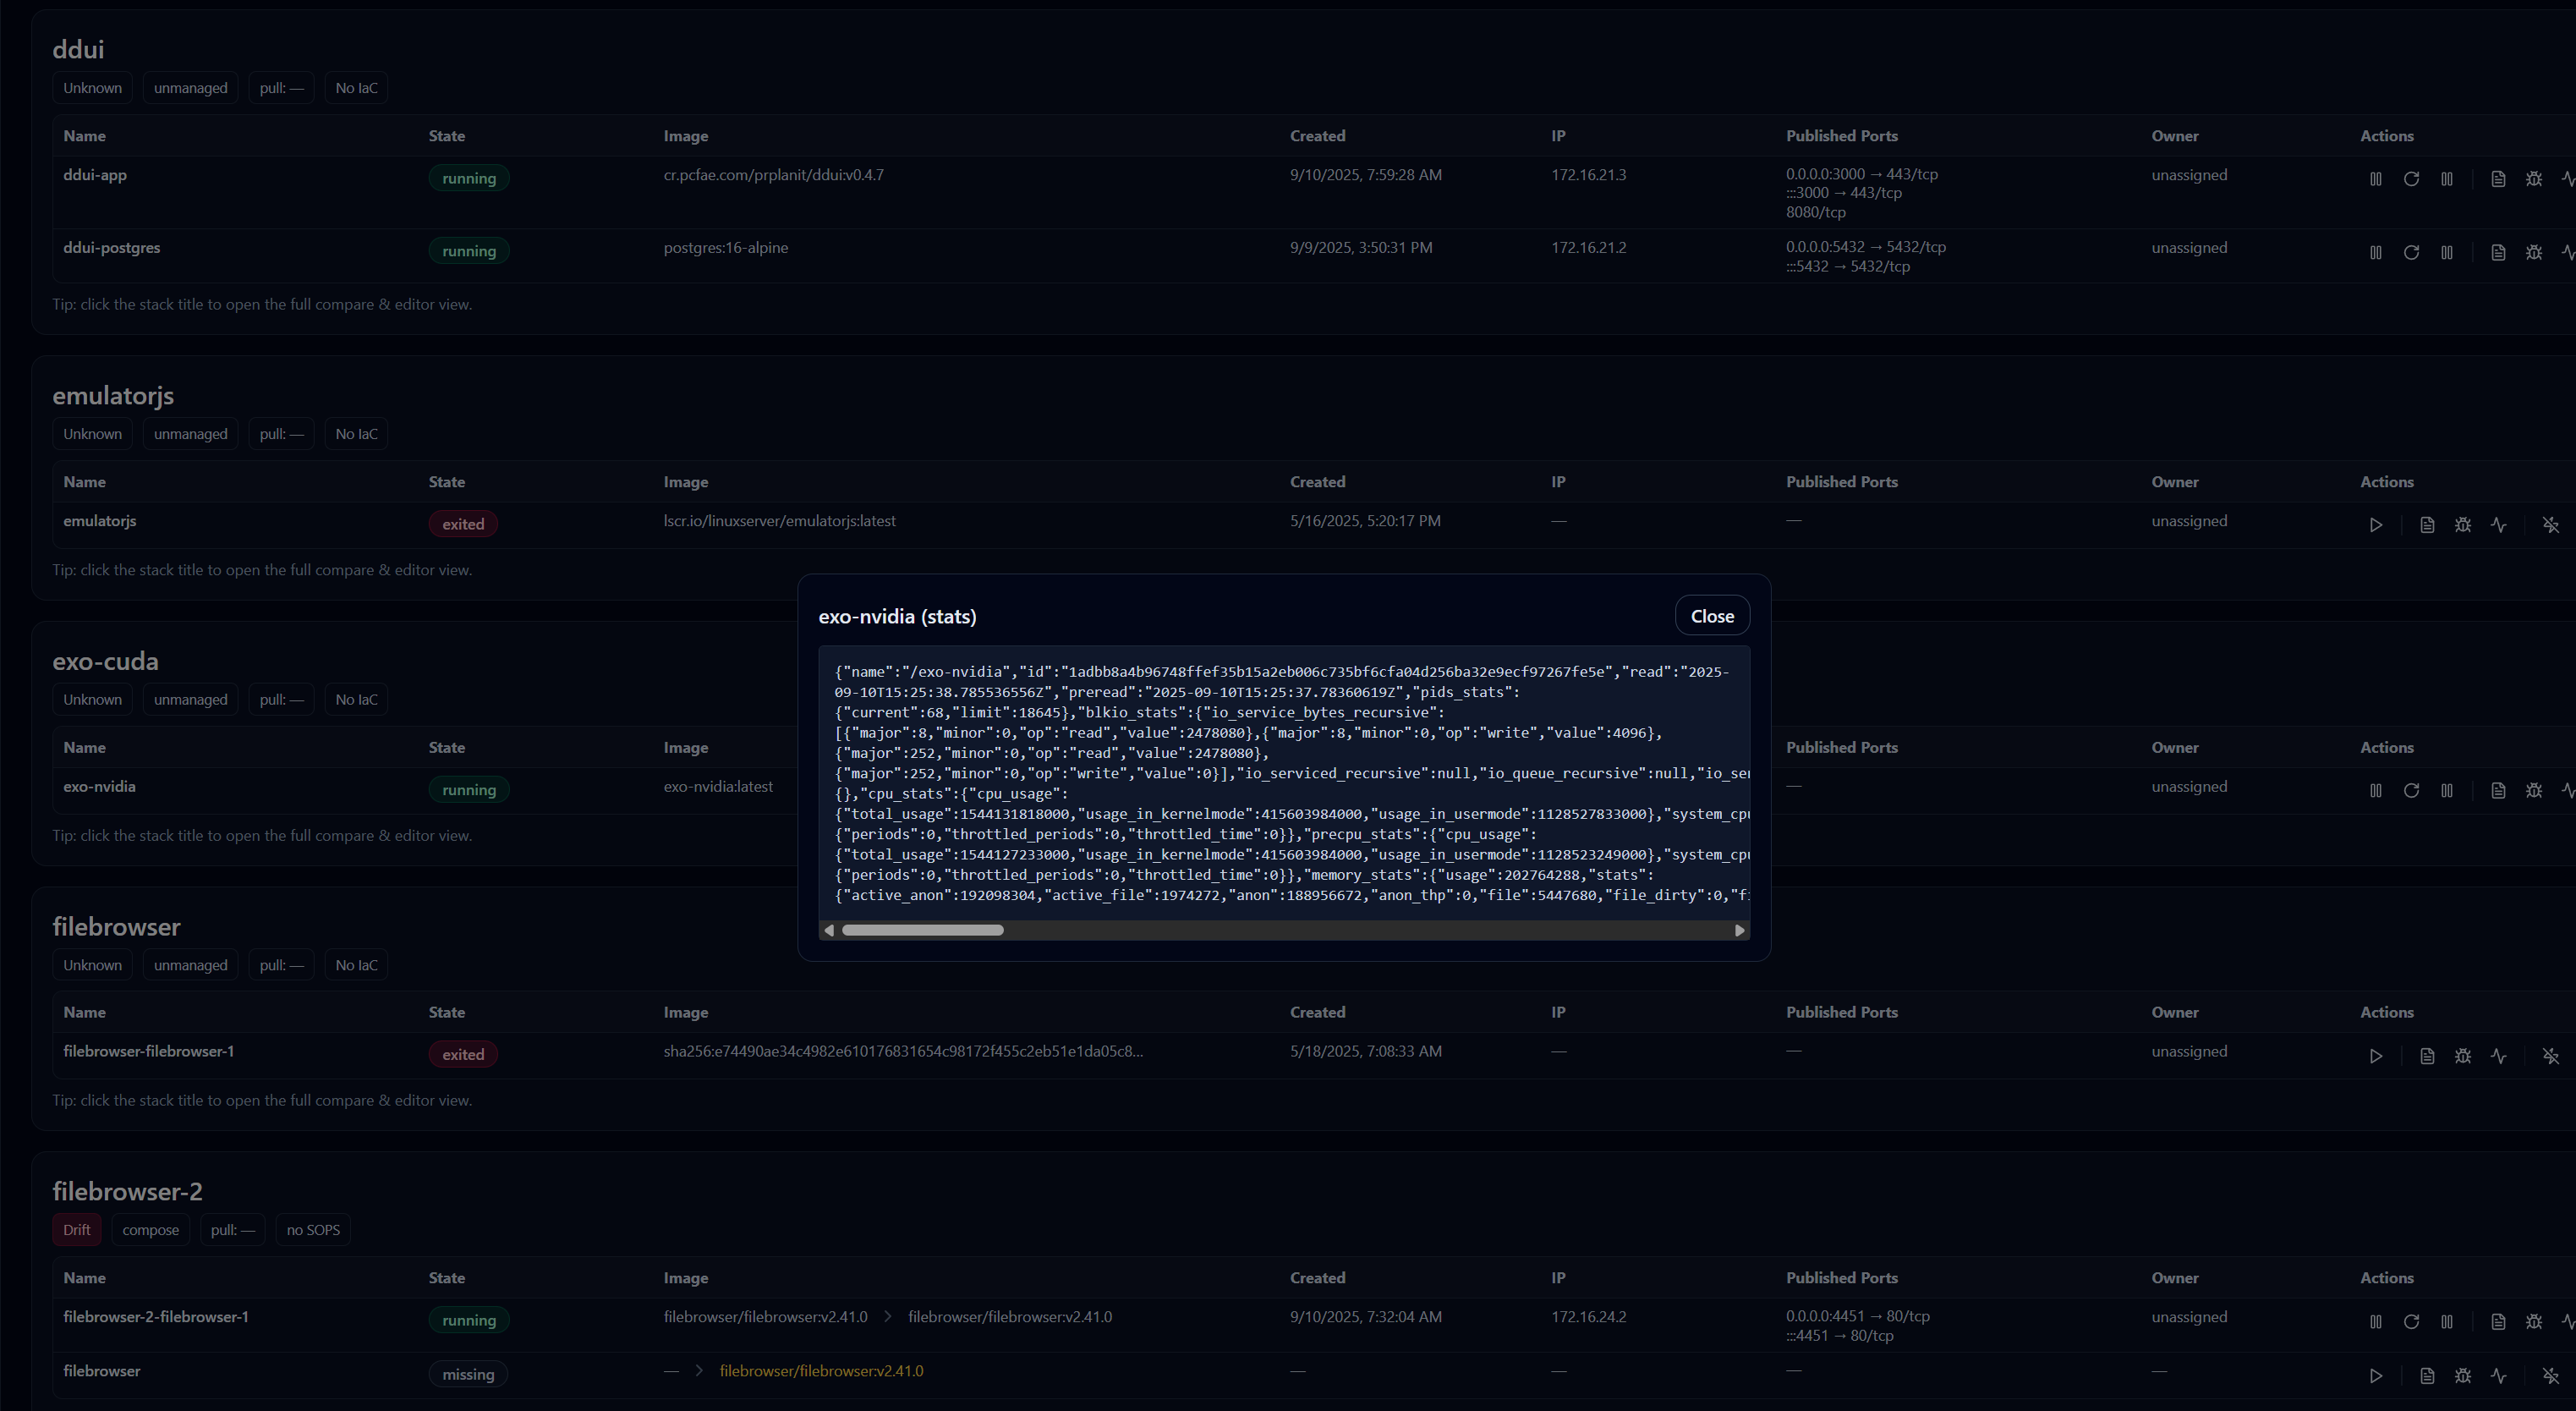 ddui
Unknown unmanaged pull: — No IaC
Name State Image Created IP Published Ports Owner Actions
ddui-app running cr.pcfae.com/prplanit/ddui:v0.4.7 9/10/2025, 7:59:28 AM 172.16.21.3 0.0.0.0:3000 → 443/tcp unassigned
:::3000 → 443/tcp
8080/tcp
ddui-postgres running postgres:16-alpine 9/9/2025, 3:50:31 PM 172.16.21.2 0.0.0.0:5432 → 5432/tcp unassigned
:::5432 → 5432/tcp
Tip: click the stack title to open the full compare & editor view.
emulatorjs
Unknown unmanaged pull: — No IaC
Name State Image Created IP Published Ports Owner Actions
emulatorjs exited lscr.io/linuxserver/emulatorjs:latest 5/16/2025, 5:20:17 PM — — unassigned
Tip: click the stack title to open the full compare & editor view.
exo-cuda
Unknown unmanaged pull: — No IaC
Name State Image Published Ports Owner Actions
exo-nvidia running exo-nvidia:latest — unassigned
Tip: click the stack title to open the full compare & editor view.
exo-nvidia (stats) Close
{"name":"/exo-nvidia","id":"1adbb8a4b96748ffef35b15a2eb006c735bf6cfa04d256ba32e9ecf97267fe5e","read":"2025-
09-10T15:25:38.785536556Z","preread":"2025-09-10T15:25:37.78360619Z","pids_stats":
{"current":68,"limit":18645},"blkio_stats":{"io_service_bytes_recursive":
[{"major":8,"minor":0,"op":"read","value":2478080},{"major":8,"minor":0,"op":"write","value":4096},
{"major":252,"minor":0,"op":"read","value":2478080},
{"major":252,"minor":0,"op":"write","value":0}],"io_serviced_recursive":null,"io_queue_recursive":null,"io_se
{},"cpu_stats":{"cpu_usage":
{"total_usage":1544131818000,"usage_in_kernelmode":415603984000,"usage_in_usermode":1128527833000},"system_cp
{"periods":0,"throttled_periods":0,"throttled_time":0}},"precpu_stats":{"cpu_usage":
{"total_usage":1544127233000,"usage_in_kernelmode":415603984000,"usage_in_usermode":1128523249000},"system_cp
{"periods":0,"throttled_periods":0,"throttled_time":0}},"memory_stats":{"usage":202764288,"stats":
{"active_anon":192098304,"active_file":1974272,"anon":188956672,"anon_thp":0,"file":5447680,"file_dirty":0,"f
filebrowser
Unknown unmanaged pull: — No IaC
Name State Image Created IP Published Ports Owner Actions
filebrowser-filebrowser-1 exited sha256:e74490ae34c4982e610176831654c98172f455c2eb51e1da05c8... 5/18/2025, 7:08:33 AM — — unassigned
Tip: click the stack title to open the full compare & editor view.
filebrowser-2
Drift compose pull: — no SOPS
Name State Image Created IP Published Ports Owner Actions
filebrowser-2-filebrowser-1 running filebrowser/filebrowser:v2.41.0 > filebrowser/filebrowser:v2.41.0 9/10/2025, 7:32:04 AM 172.16.24.2 0.0.0.0:4451 → 80/tcp unassigned
:::4451 → 80/tcp
filebrowser missing — > filebrowser/filebrowser:v2.41.0 — — — —